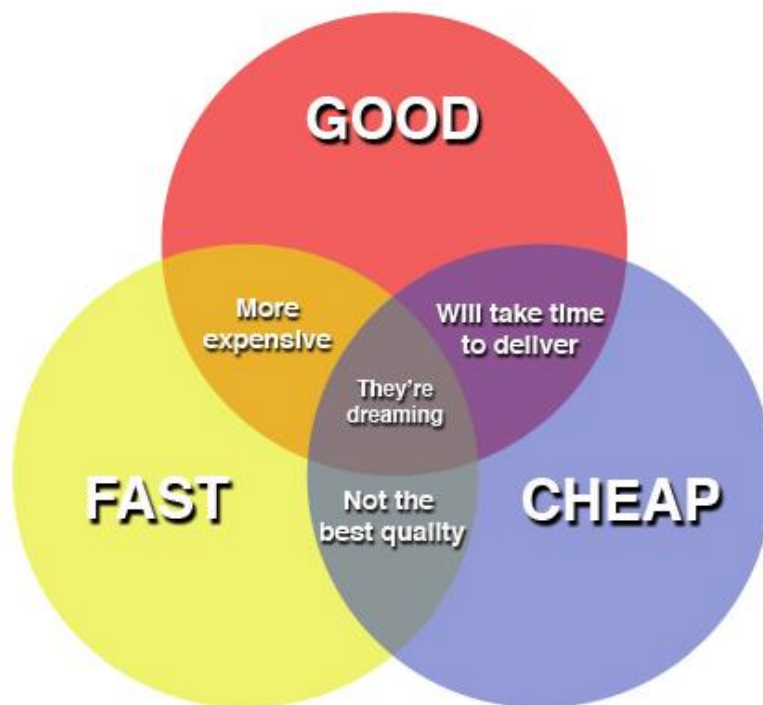 GOOD
More
expensive
Will take time
to deliver
They're
dreaming
FAST
CHEAP
Not the
best quality